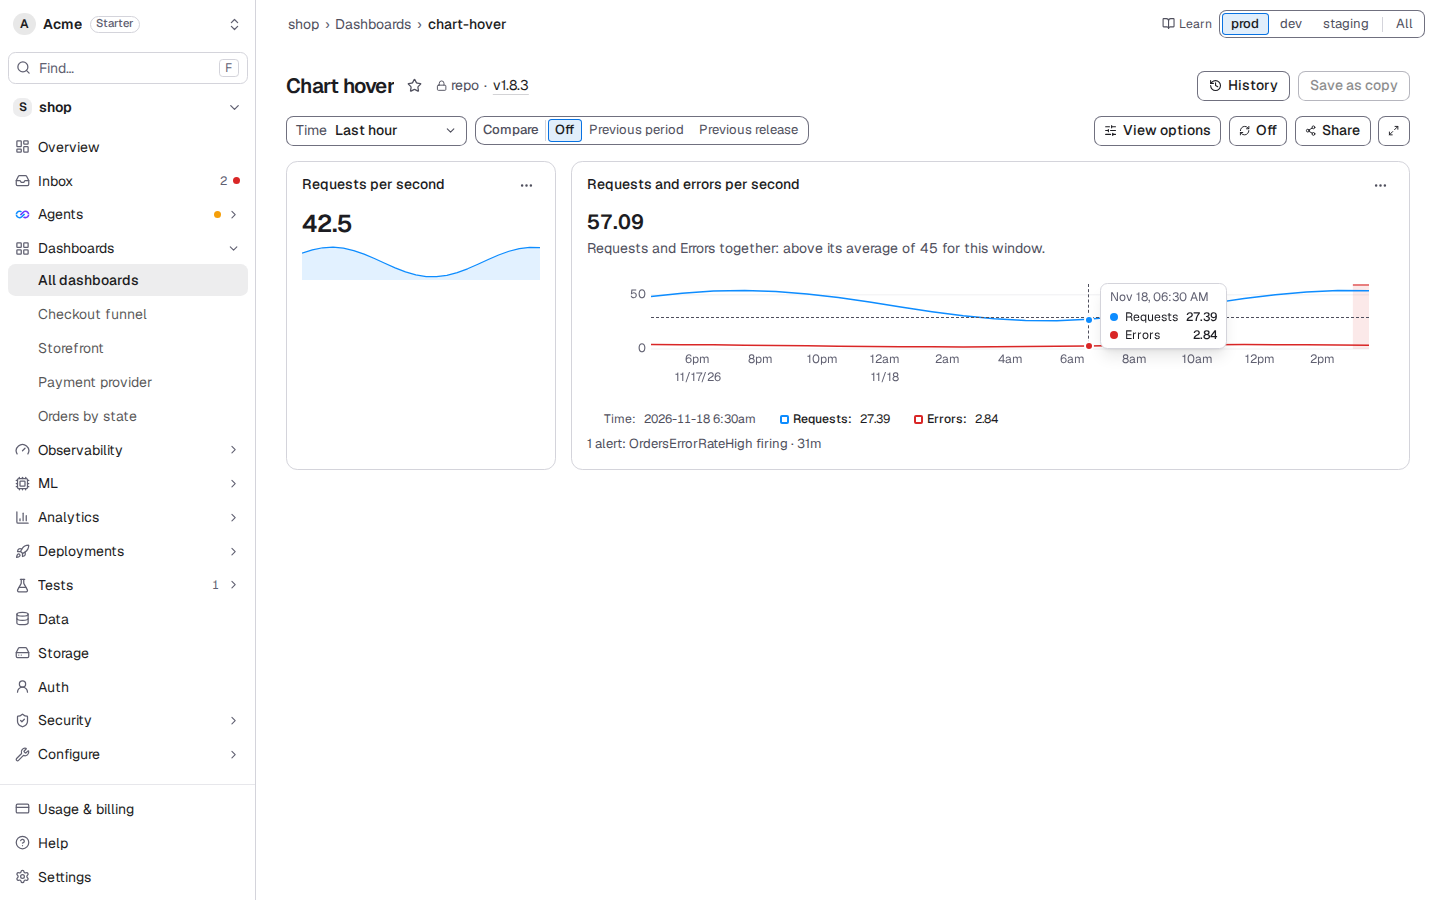 A Acme Starter
Find... F
S shop
Overview
Inbox 2
Agents
Dashboards
All dashboards
Checkout funnel
Storefront
Payment provider
Orders by state
Observability
ML
Analytics
Deployments
Tests 1
Data
Storage
Auth
Security
Configure
Usage & billing
Help
Settings
shop › Dashboards › chart-hover
Learn prod dev staging All
Chart hover repo · v1.8.3
History Save as copy
Time Last hour Compare Off Previous period Previous release
View options Off Share
Requests per second
42.5
Requests and errors per second
57.09
Requests and Errors together: above its average of 45 for this window.
50
0
Nov 18, 06:30 AM
Requests 27.39
Errors 2.84
6pm 8pm 10pm 12am 2am 4am 6am 8am 10am 12pm 2pm
11/17/26 11/18
Time: 2026-11-18 6:30am Requests: 27.39 Errors: 2.84
1 alert: OrdersErrorRateHigh firing · 31m